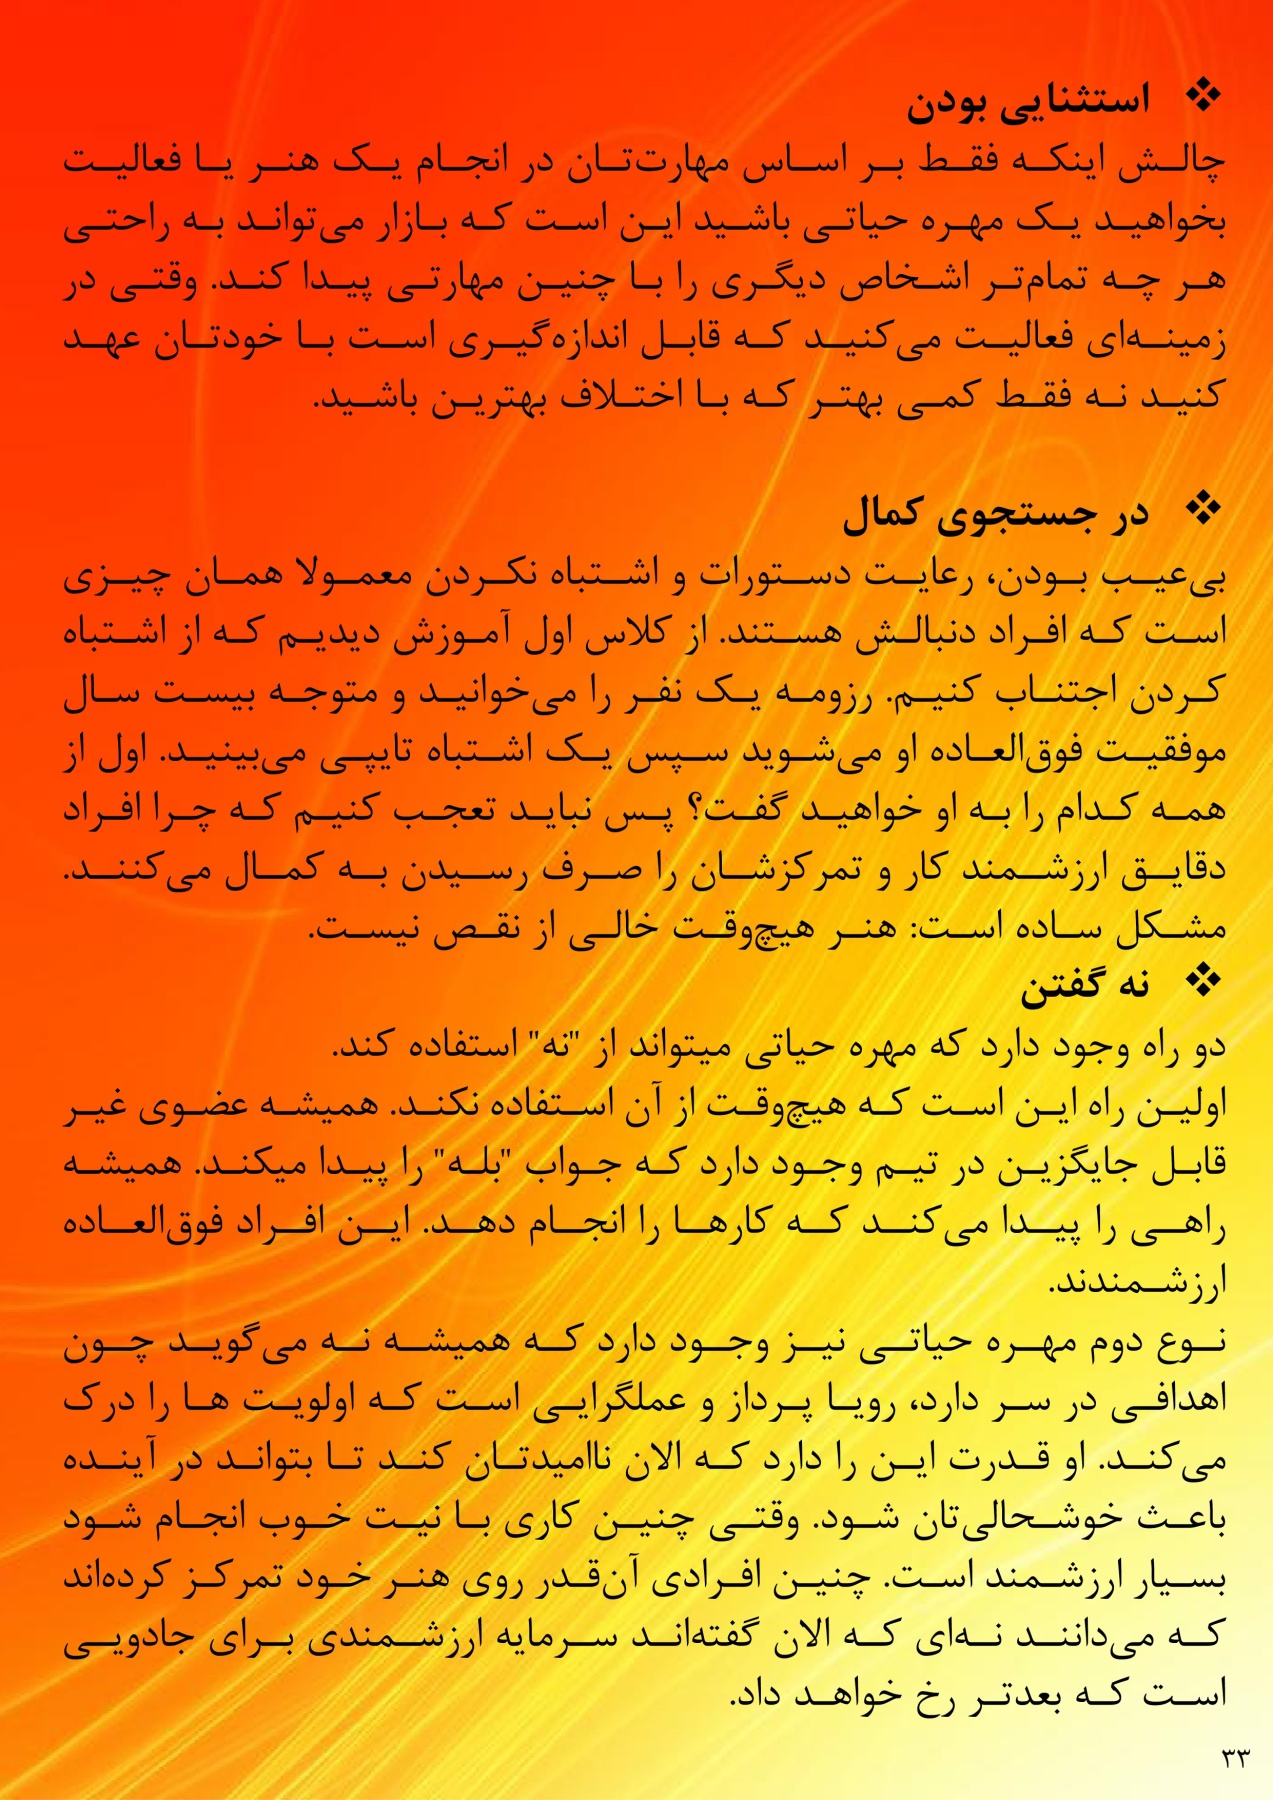 ❖ استثنایی بودن
چالش اینکه فقط بر اساس مهارت‌تان در انجام یک هنر یا فعالیت
بخواهید یک مهره حیاتی باشید این است که بازار می‌تواند به راحتی
هر چه تمام‌تر اشخاص دیگری را با چنین مهارتی پیدا کند. وقتی در
زمینه‌ای فعالیت می‌کنید که قابل اندازه‌گیری است با خودتان عهد
کنید نه فقط کمی بهتر که با اختلاف بهترین باشید.
❖ در جستجوی کمال
بی‌عیب بودن، رعایت دستورات و اشتباه نکردن معمولا همان چیزی
است که افراد دنبالش هستند. از کلاس اول آموزش دیدیم که از اشتباه
کردن اجتناب کنیم. رزومه یک نفر را می‌خوانید و متوجه بیست سال
موفقیت فوق‌العاده او می‌شوید سپس یک اشتباه تایپی می‌بینید. اول از
همه کدام را به او خواهید گفت؟ پس نباید تعجب کنیم که چرا افراد
دقایق ارزشمند کار و تمرکزشان را صرف رسیدن به کمال می‌کنند.
مشکل ساده است: هنر هیچ‌وقت خالی از نقص نیست.
❖ نه گفتن
دو راه وجود دارد که مهره حیاتی میتواند از "نه" استفاده کند.
اولین راه این است که هیچ‌وقت از آن استفاده نکند. همیشه عضوی غیر
قابل جایگزین در تیم وجود دارد که جواب "بله" را پیدا میکند. همیشه
راهی را پیدا می‌کند که کارها را انجام دهد. این افراد فوق‌العاده
ارزشمندند.
نوع دوم مهره حیاتی نیز وجود دارد که همیشه نه می‌گوید چون
اهدافی در سر دارد، رویا پرداز و عملگرایی است که اولویت ها را درک
می‌کند. او قدرت این را دارد که الان ناامیدتان کند تا بتواند در آینده
باعث خوشحالی‌تان شود. وقتی چنین کاری با نیت خوب انجام شود
بسیار ارزشمند است. چنین افرادی آن‌قدر روی هنر خود تمرکز کرده‌اند
که می‌دانند نه‌ای که الان گفته‌اند سرمایه ارزشمندی برای جادویی
است که بعدتر رخ خواهد داد.
۳۳